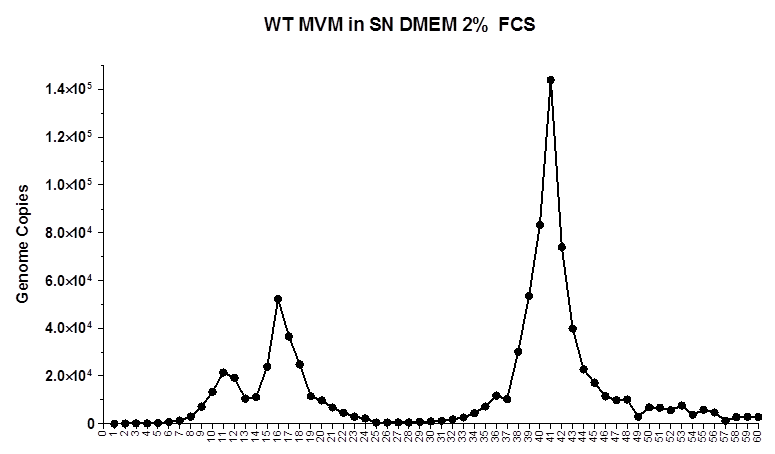 WT MVM in SN DMEM 2% FCS
Genome Copies
1.4×10⁵
1.2×10⁵
1.0×10⁵
8.0×10⁴
6.0×10⁴
4.0×10⁴
2.0×10⁴
0
0 1 2 3 4 5 6 7 8 9 10 11 12 13 14 15 16 17 18 19 20 21 22 23 24 25 26 27 28 29 30 31 32 33 34 35 36 37 38 39 40 41 42 43 44 45 46 47 48 49 50 51 52 53 54 55 56 57 58 59 60